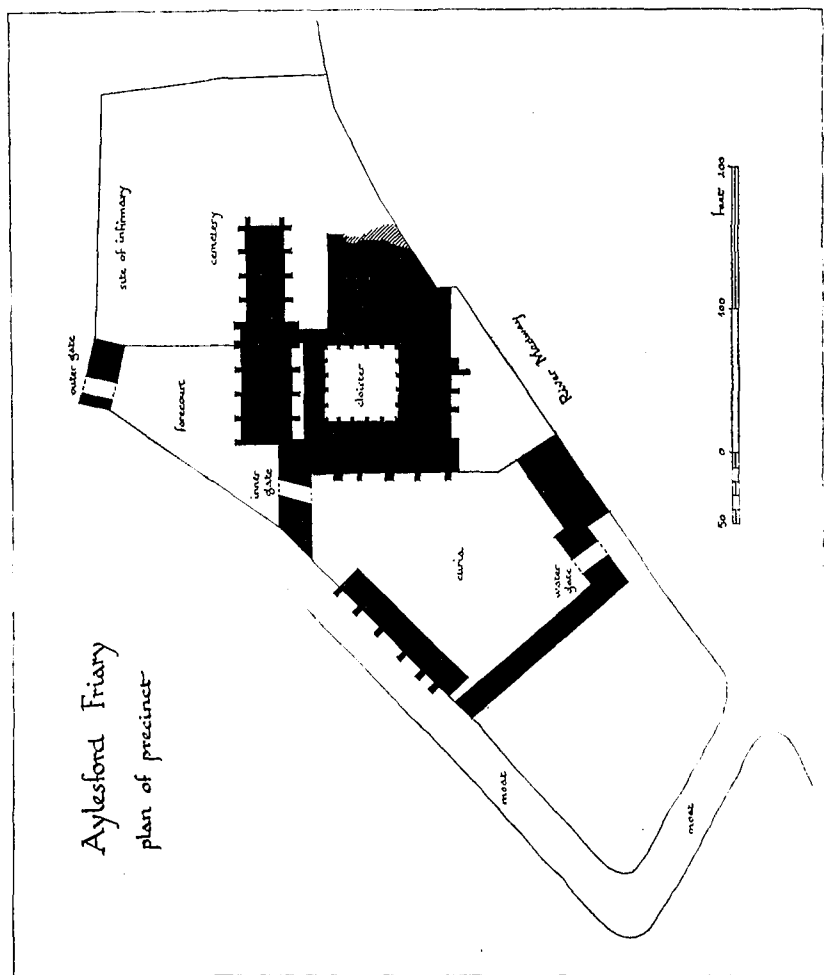 Aylesford Friary
plan of precinct
outer gate
site of infirmary
cemetery
forecourt
inner
gate
cloister
River Medway
curia
water
gate
moat
moat
50
0
100
200
feet